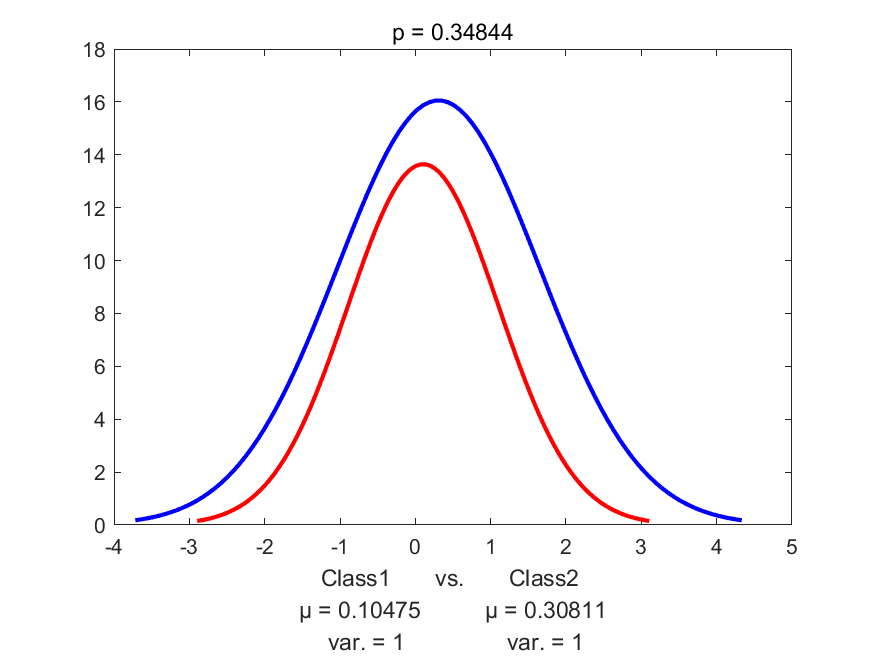 p = 0.34844
18
16
14
12
10
8
6
4
2
0
-4 -3 -2 -1 0 1 2 3 4 5
Class1 vs. Class2
μ = 0.10475 μ = 0.30811
var. = 1 var. = 1